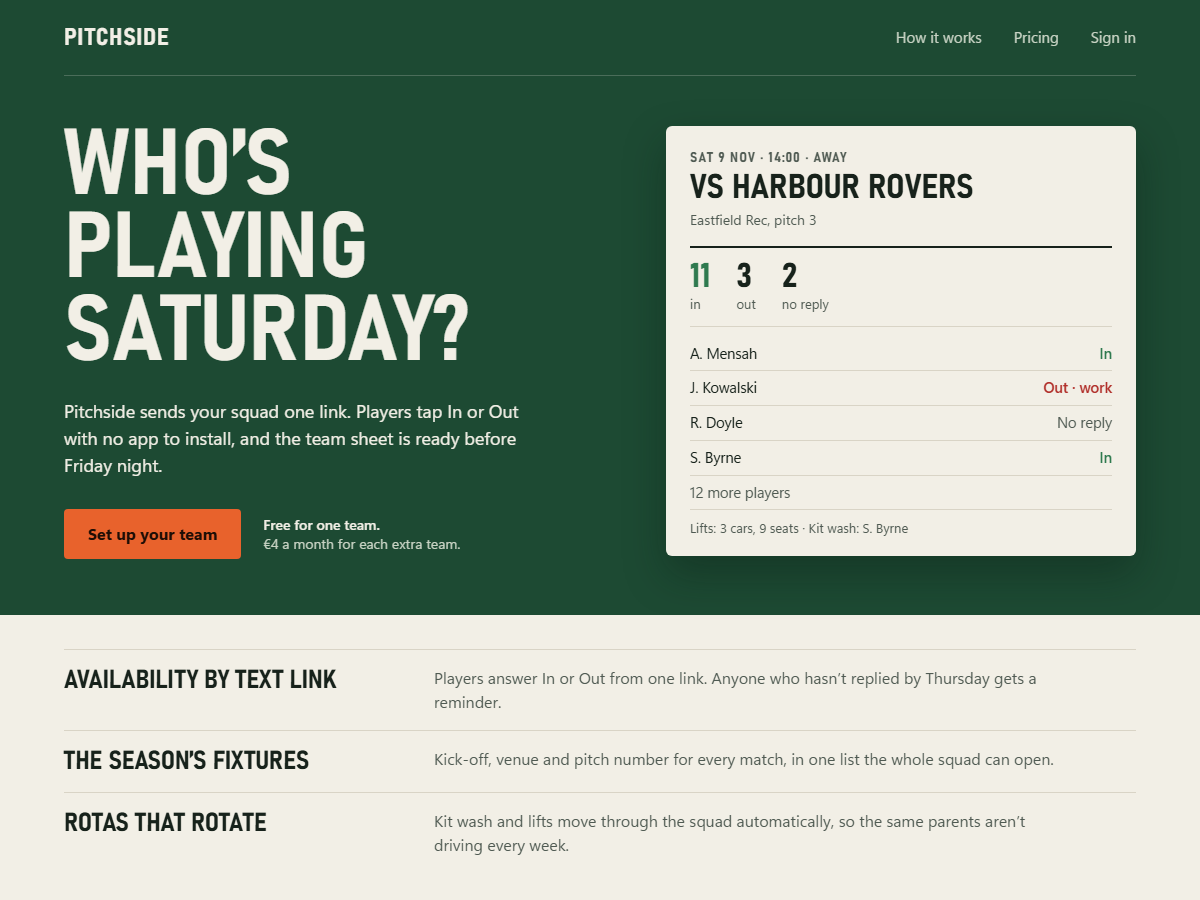 PITCHSIDE
How it works Pricing Sign in
WHO’S
PLAYING
SATURDAY?
Pitchside sends your squad one link. Players tap In or Out
with no app to install, and the team sheet is ready before
Friday night.
Set up your team
Free for one team.
€4 a month for each extra team.
SAT 9 NOV · 14:00 · AWAY
VS HARBOUR ROVERS
Eastfield Rec, pitch 3
11 3 2
in out no reply
A. Mensah In
J. Kowalski Out · work
R. Doyle No reply
S. Byrne In
12 more players
Lifts: 3 cars, 9 seats · Kit wash: S. Byrne
AVAILABILITY BY TEXT LINK
Players answer In or Out from one link. Anyone who hasn’t replied by Thursday gets a
reminder.
THE SEASON’S FIXTURES
Kick-off, venue and pitch number for every match, in one list the whole squad can open.
ROTAS THAT ROTATE
Kit wash and lifts move through the squad automatically, so the same parents aren’t
driving every week.